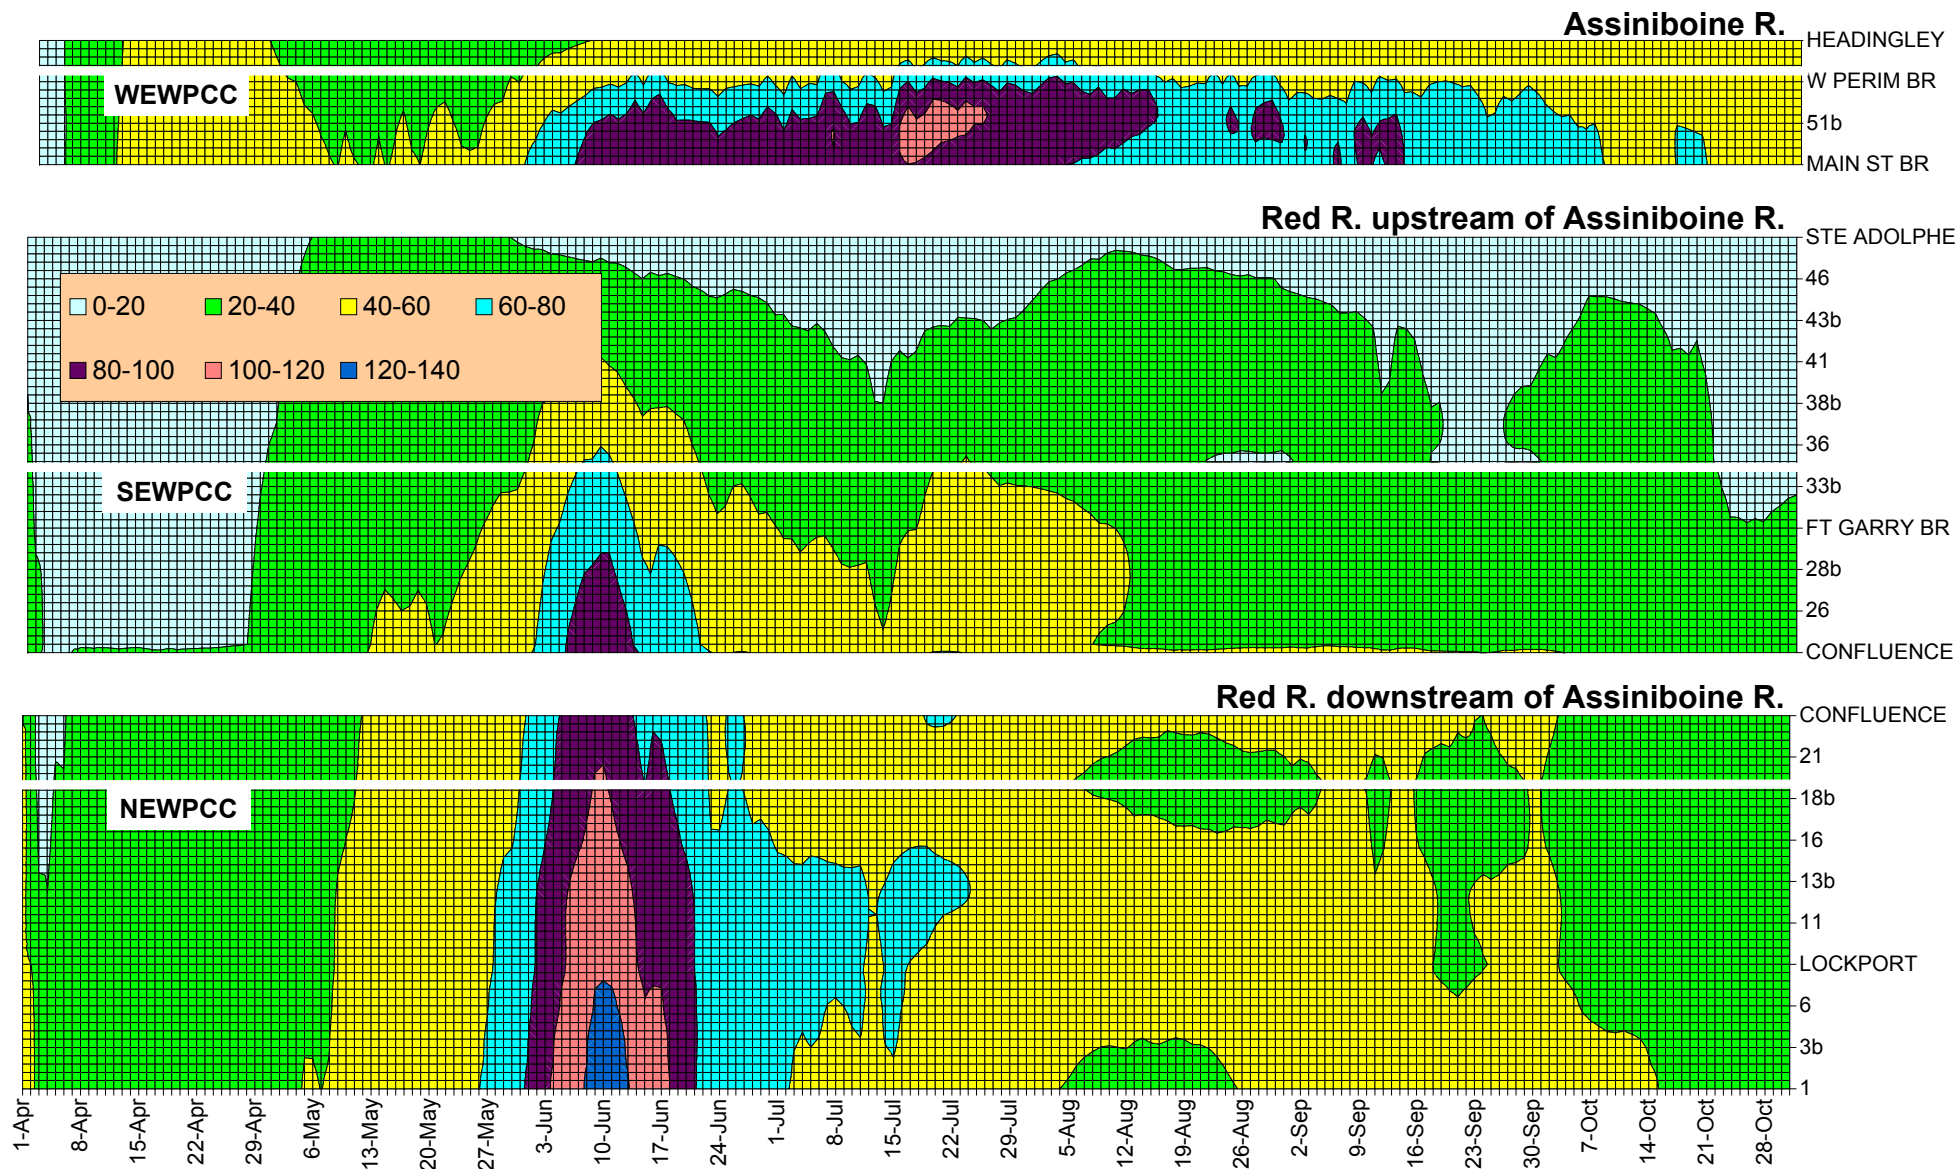 Assiniboine R.
HEADINGLEY
W PERIM BR
WEWPCC
51b
MAIN ST BR
Red R. upstream of Assiniboine R.
STE ADOLPHE
46
0-20 20-40 40-60 60-80
43b
41
80-100 100-120 120-140
38b
36
33b
SEWPCC
FT GARRY BR
28b
26
CONFLUENCE
Red R. downstream of Assiniboine R.
CONFLUENCE
21
18b
NEWPCC
16
13b
11
LOCKPORT
6
3b
1
1-Apr 8-Apr 15-Apr 22-Apr 29-Apr 6-May 13-May 20-May 27-May 3-Jun 10-Jun 17-Jun 24-Jun 1-Jul 8-Jul 15-Jul 22-Jul 29-Jul 5-Aug 12-Aug 19-Aug 26-Aug 2-Sep 9-Sep 16-Sep 23-Sep 30-Sep 7-Oct 14-Oct 21-Oct 28-Oct